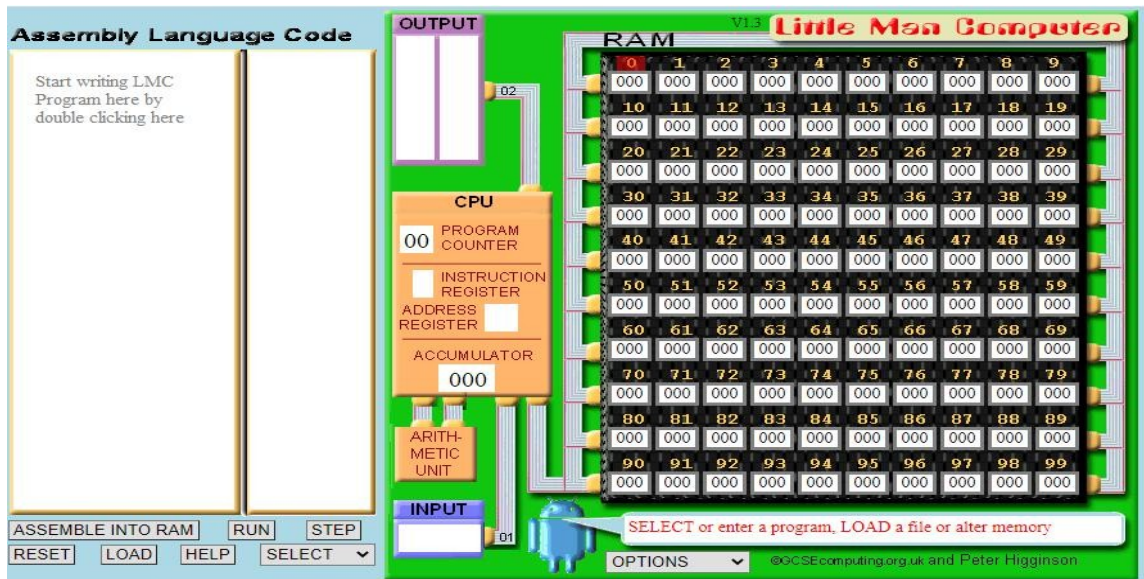 Assembly Language Code
Start writing LMC
Program here by
double clicking here
ASSEMBLE INTO RAM RUN STEP
RESET LOAD HELP SELECT
OUTPUT
02
CPU
00 PROGRAM
COUNTER
INSTRUCTION
REGISTER
ADDRESS
REGISTER
ACCUMULATOR
000
ARITH-
METIC
UNIT
INPUT
01
V1.3 Little Man Computer
RAM
0 1 2 3 4 5 6 7 8 9
000 000 000 000 000 000 000 000 000 000
10 11 12 13 14 15 16 17 18 19
000 000 000 000 000 000 000 000 000 000
20 21 22 23 24 25 26 27 28 29
000 000 000 000 000 000 000 000 000 000
30 31 32 33 34 35 36 37 38 39
000 000 000 000 000 000 000 000 000 000
40 41 42 43 44 45 46 47 48 49
000 000 000 000 000 000 000 000 000 000
50 51 52 53 54 55 56 57 58 59
000 000 000 000 000 000 000 000 000 000
60 61 62 63 64 65 66 67 68 69
000 000 000 000 000 000 000 000 000 000
70 71 72 73 74 75 76 77 78 79
000 000 000 000 000 000 000 000 000 000
80 81 82 83 84 85 86 87 88 89
000 000 000 000 000 000 000 000 000 000
90 91 92 93 94 95 96 97 98 99
000 000 000 000 000 000 000 000 000 000
SELECT or enter a program, LOAD a file or alter memory
OPTIONS
©GCSEcomputing.org.uk and Peter Higginson